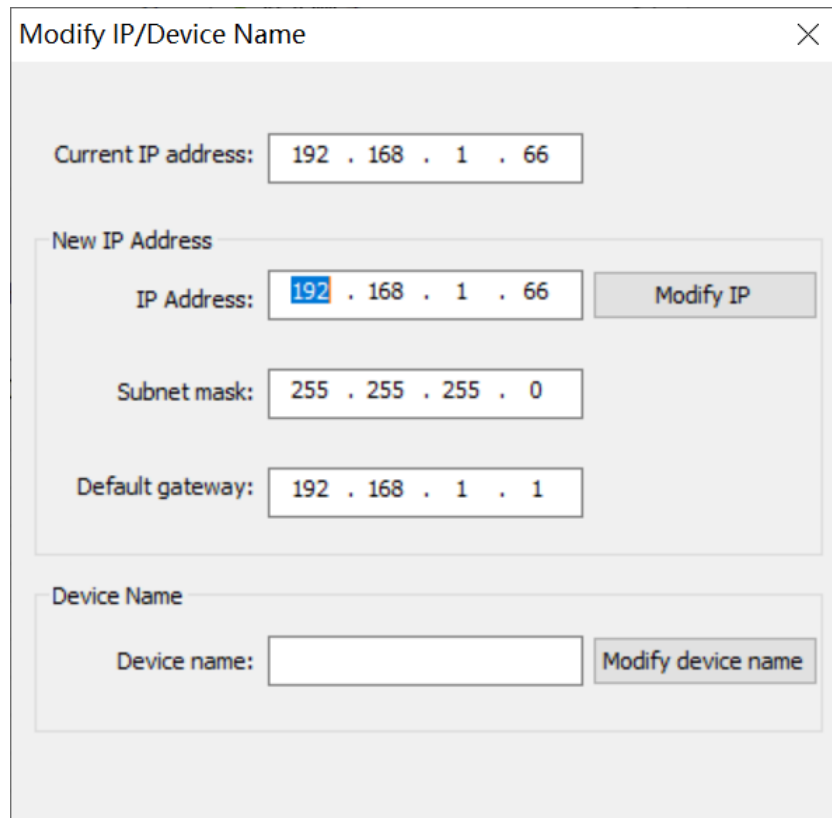 Modify IP/Device Name
Current IP address: 192 . 168 . 1 . 66
New IP Address
IP Address: 192 . 168 . 1 . 66 Modify IP
Subnet mask: 255 . 255 . 255 . 0
Default gateway: 192 . 168 . 1 . 1
Device Name
Device name: Modify device name